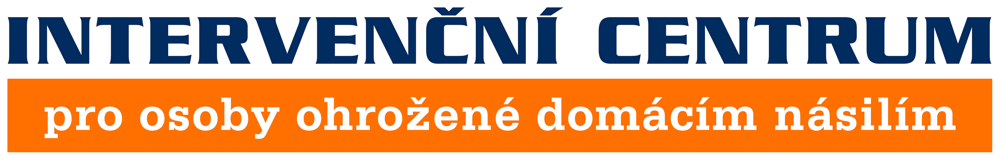 INTERVENČNÍ CENTRUM
pro osoby ohrožené domácím násilím